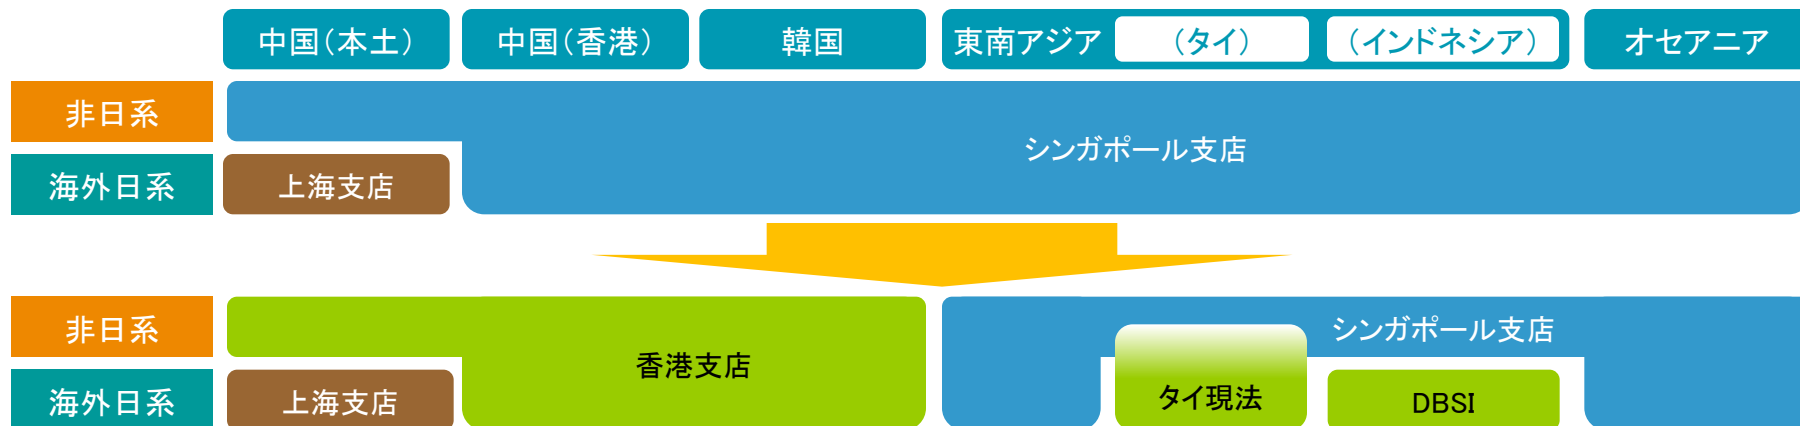 中国（本土）
中国（香港）
韓国
東南アジア
（タイ）
（インドネシア）
オセアニア
非日系
シンガポール支店
海外日系
上海支店
非日系
シンガポール支店
香港支店
海外日系
上海支店
タイ現法
DBSI